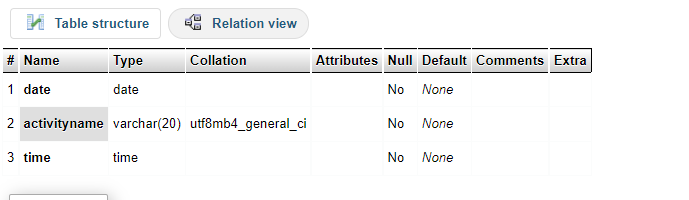 Table structure Relation view
# Name Type Collation Attributes Null Default Comments Extra
1 date date No None
2 activityname varchar(20) utf8mb4_general_ci No None
3 time time No None